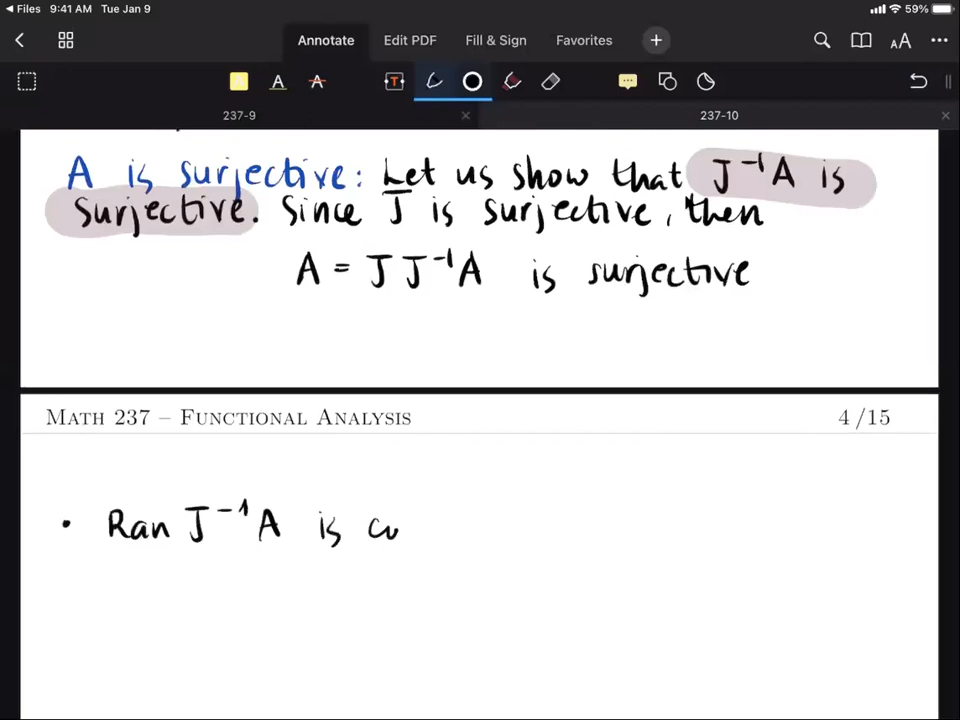 Files 9:41 AM Tue Jan 9 59%
Annotate Edit PDF Fill & Sign Favorites
237-9 237-10
A is surjective: Let us show that J⁻¹A is
surjective. Since J is surjective, then
A = J J⁻¹A is surjective
MATH 237 – FUNCTIONAL ANALYSIS 4 /15
• Ran J⁻¹A is co